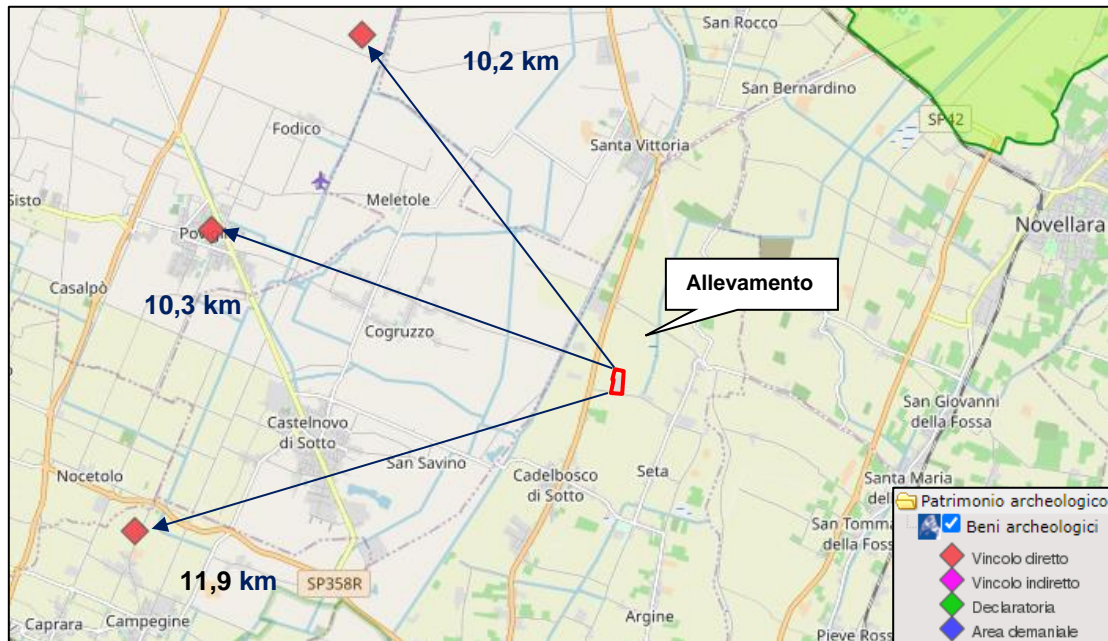 San Rocco
10,2 km
San Bernardino
SP42
Fodico
Santa Vittoria
Sisto
Meletole
Novellara
Allevamento
Casalpò
10,3 km
Cogruzzo
San Giovanni
della Fossa
Castelnovo
di Sotto
San Savino
Nocetolo
Cadelbosco
di Sotto
Seta
Santa Maria
San Tomma
della Foss
11,9 km
SP358R
Argine
Caprara
Campegine
Pieve Ross
Patrimonio archeologico
Beni archeologici
Vincolo diretto
Vincolo indiretto
Declaratoria
Area demaniale